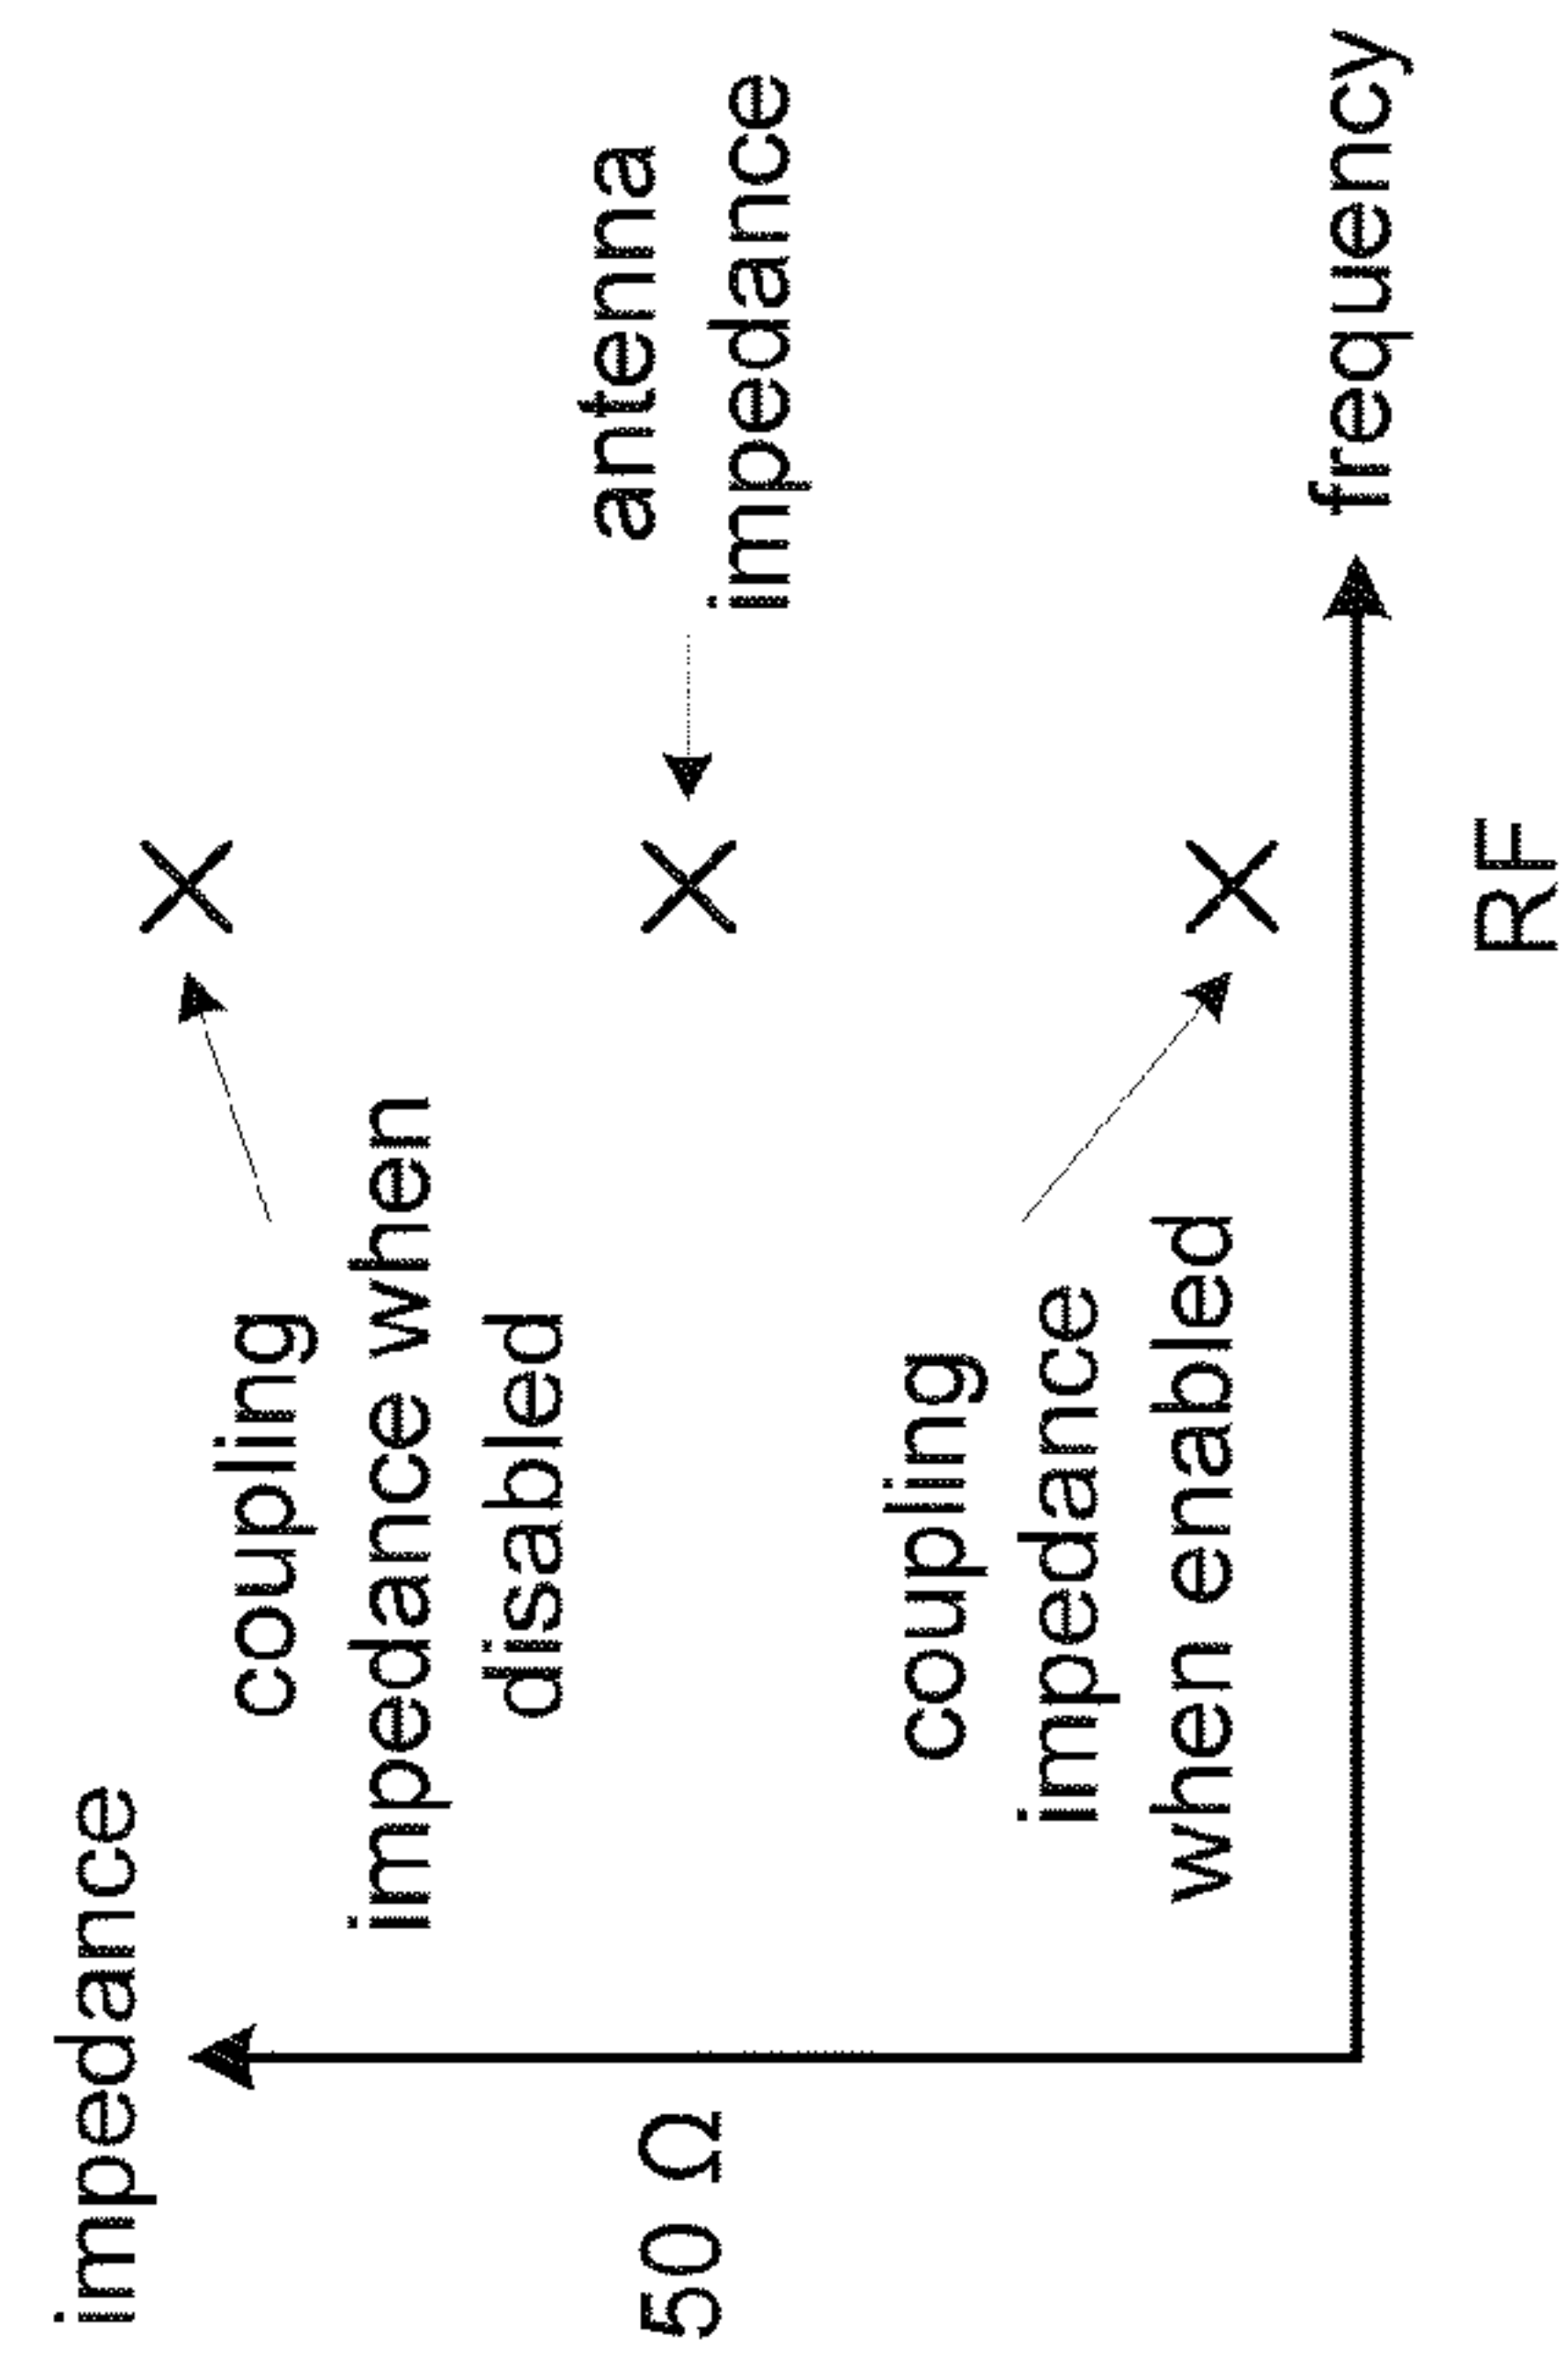 impedance
coupling
impedance when
disabled
antenna
impedance
50 Ω
coupling
impedance
when enabled
frequency
RF